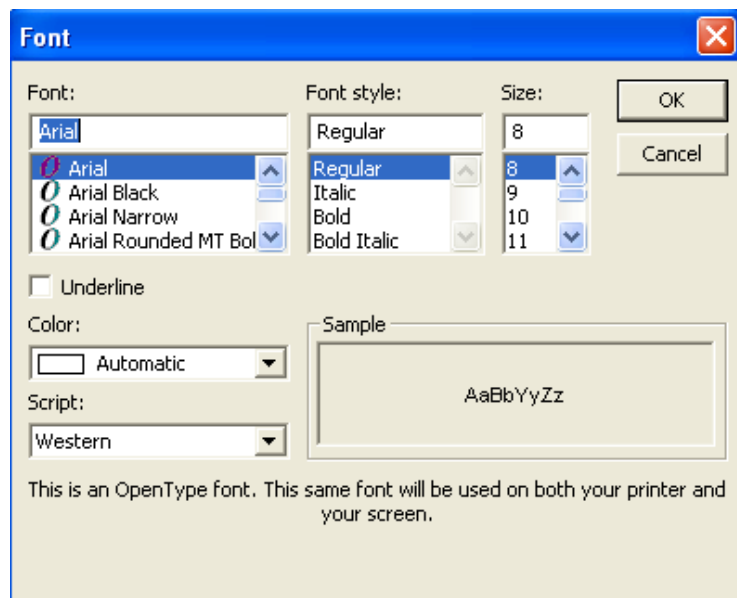 Font
Font: Font style: Size:
Arial Regular 8 OK
Arial Regular 8 Cancel
Arial Black Italic 9
Arial Narrow Bold 10
Arial Rounded MT Bol Bold Italic 11
Underline
Color: Sample
Automatic AaBbYyZz
Script:
Western
This is an OpenType font. This same font will be used on both your printer and
your screen.